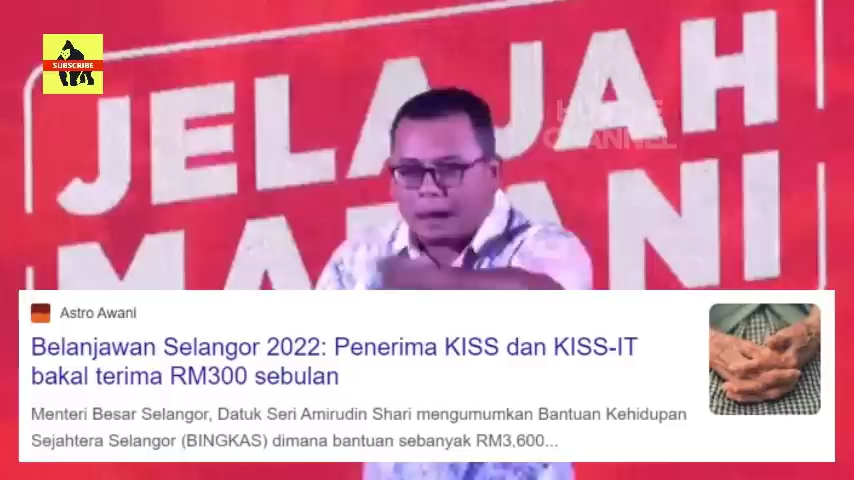 SUBSCRIBE
JELAJAH
CHANNEL
Astro Awani
Belanjawan Selangor 2022: Penerima KISS dan KISS-IT
bakal terima RM300 sebulan
Menteri Besar Selangor, Datuk Seri Amirudin Shari mengumumkan Bantuan Kehidupan
Sejahtera Selangor (BINGKAS) dimana bantuan sebanyak RM3,600...